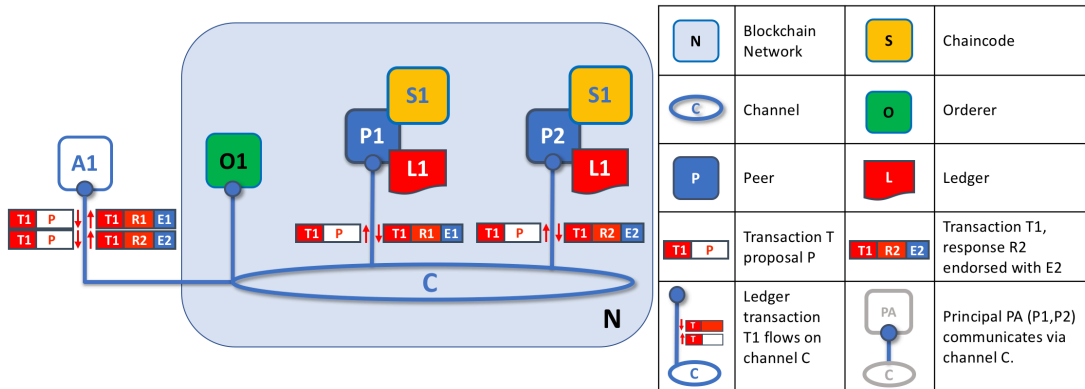 S1
S1
P1
P2
A1
O1
L1
L1
T1 P
T1 R1 E1
T1 P
T1 R2 E2
T1 P
T1 R1 E1
T1 P
T1 R2 E2
C
N
N
Blockchain
Network
S
Chaincode
C
Channel
O
Orderer
P
Peer
L
Ledger
T1 P
Transaction T
proposal P
T1 R2 E2
Transaction T1,
response R2
endorsed with E2
T
T
C
Ledger
transaction
T1 flows on
channel C
PA
C
Principal PA (P1,P2)
communicates via
channel C.